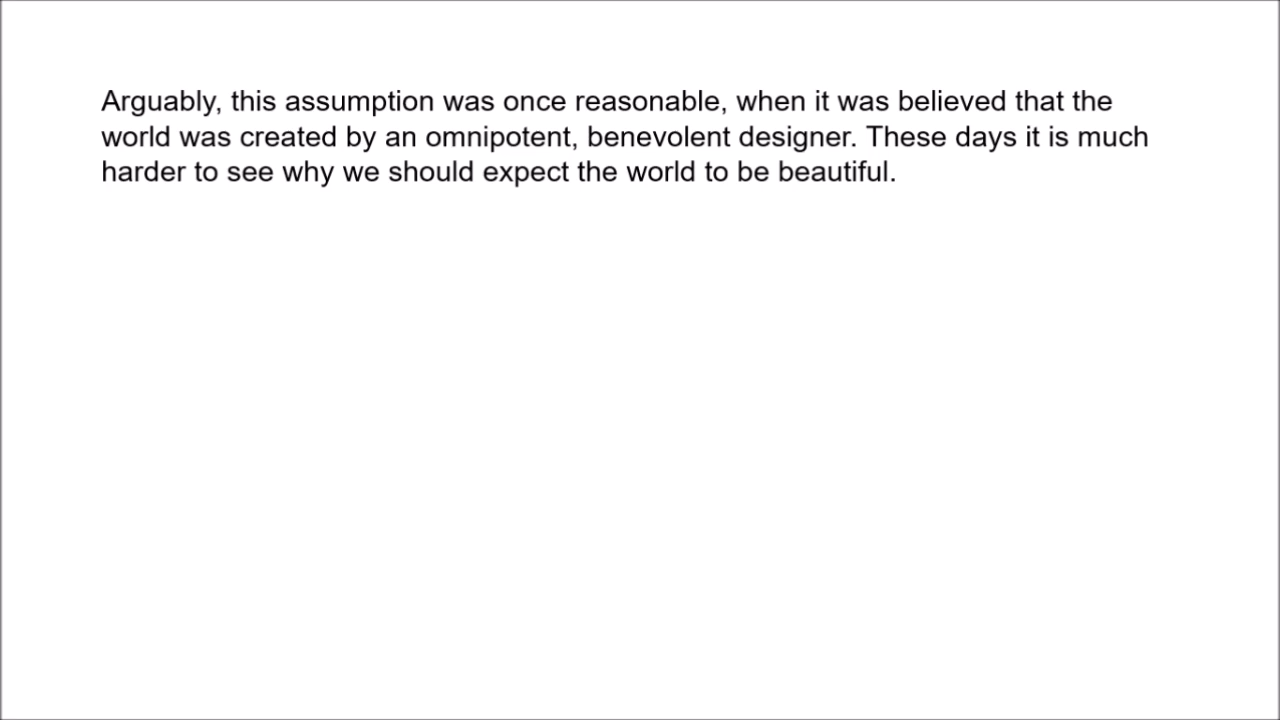 Arguably, this assumption was once reasonable, when it was believed that the
world was created by an omnipotent, benevolent designer. These days it is much
harder to see why we should expect the world to be beautiful.